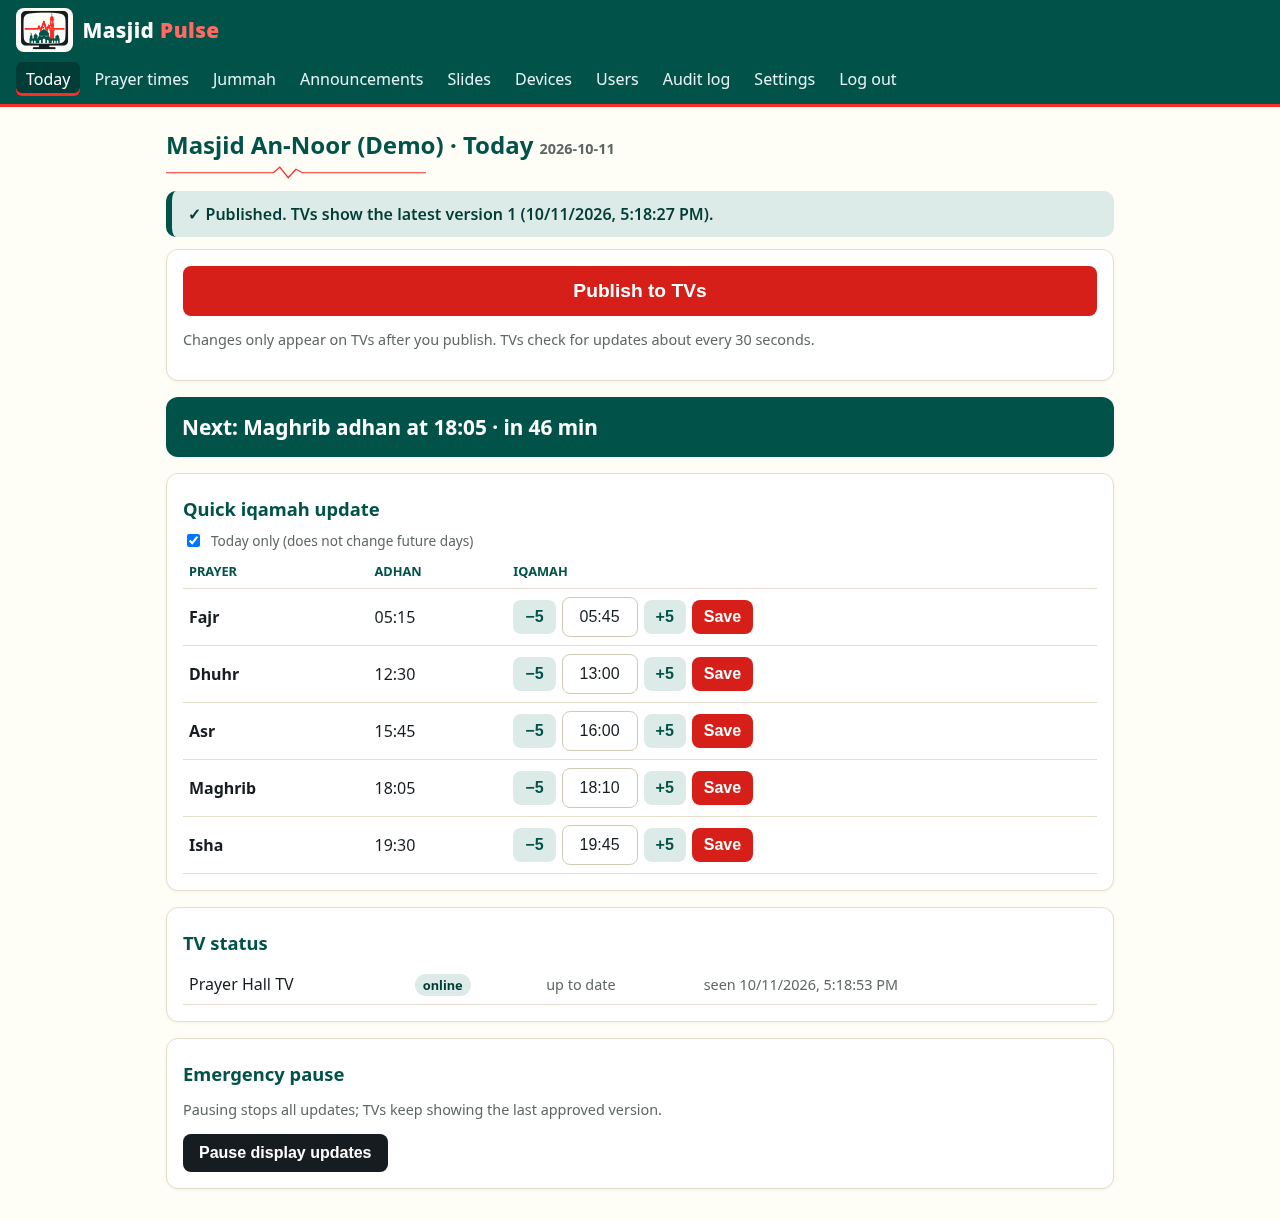 Masjid Pulse
Today Prayer times Jummah Announcements Slides Devices Users Audit log Settings Log out
Masjid An-Noor (Demo) · Today 2026-10-11
✓ Published. TVs show the latest version 1 (10/11/2026, 5:18:27 PM).
Publish to TVs
Changes only appear on TVs after you publish. TVs check for updates about every 30 seconds.
Next: Maghrib adhan at 18:05 · in 46 min
Quick iqamah update
Today only (does not change future days)
PRAYER ADHAN IQAMAH
Fajr 05:15 −5 05:45 +5 Save
Dhuhr 12:30 −5 13:00 +5 Save
Asr 15:45 −5 16:00 +5 Save
Maghrib 18:05 −5 18:10 +5 Save
Isha 19:30 −5 19:45 +5 Save
TV status
Prayer Hall TV online up to date seen 10/11/2026, 5:18:53 PM
Emergency pause
Pausing stops all updates; TVs keep showing the last approved version.
Pause display updates